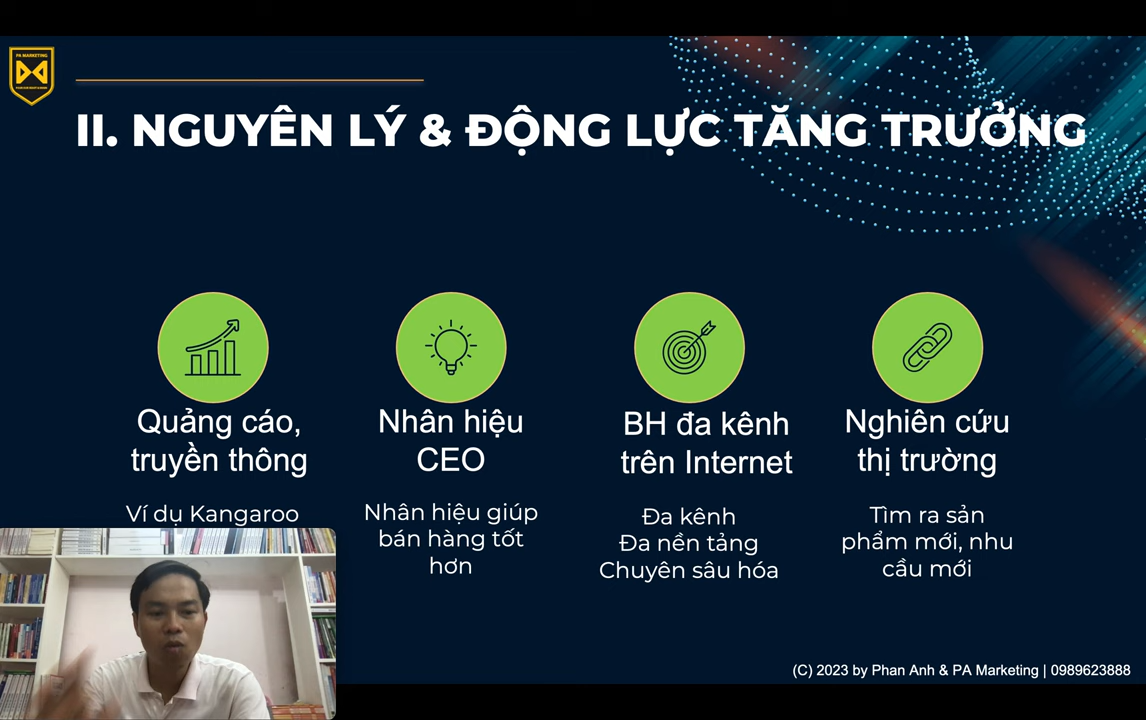 PA MARKETING
II. NGUYÊN LÝ & ĐỘNG LỰC TĂNG TRƯỞNG
Quảng cáo,
truyền thông
Ví dụ Kangaroo
Nhân hiệu
CEO
Nhân hiệu giúp
bán hàng tốt
hơn
BH đa kênh
trên Internet
Đa kênh
Đa nền tảng
Chuyên sâu hóa
Nghiên cứu
thị trường
Tìm ra sản
phẩm mới, nhu
cầu mới
(C) 2023 by Phan Anh & PA Marketing | 0989623888